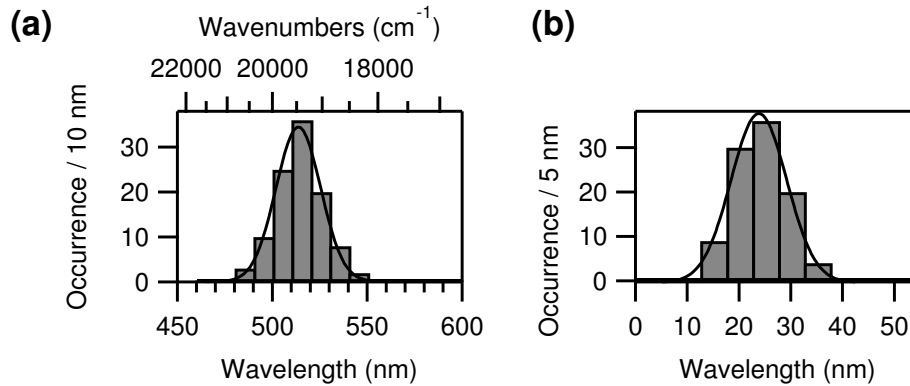 (a)
Wavenumbers (cm-1)
22000 20000 18000
Occurrence / 10 nm
30
20
10
0
450 500 550 600
Wavelength (nm)
(b)
Occurrence / 5 nm
30
20
10
0
0 10 20 30 40 50
Wavelength (nm)